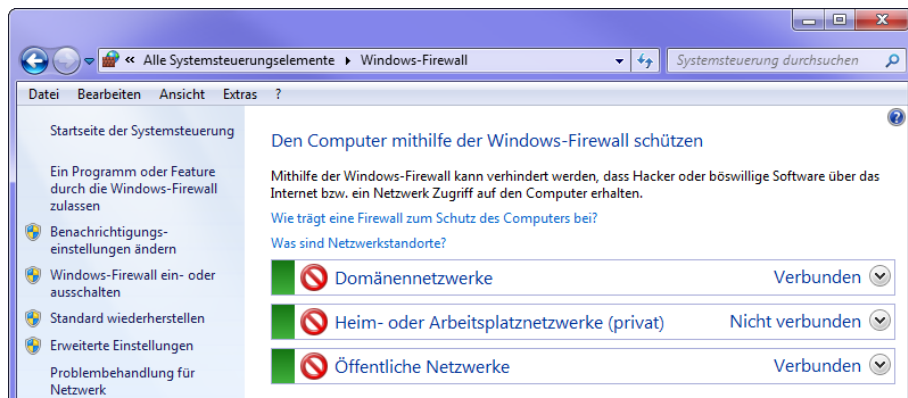 « Alle Systemsteuerungselemente Windows-Firewall
Systemsteuerung durchsuchen
Datei Bearbeiten Ansicht Extras ?
Startseite der Systemsteuerung
Ein Programm oder Feature
durch die Windows-Firewall
zulassen
Benachrichtigungs-
einstellungen ändern
Windows-Firewall ein- oder
ausschalten
Standard wiederherstellen
Erweiterte Einstellungen
Problembehandlung für
Netzwerk
Den Computer mithilfe der Windows-Firewall schützen
Mithilfe der Windows-Firewall kann verhindert werden, dass Hacker oder böswillige Software über das
Internet bzw. ein Netzwerk Zugriff auf den Computer erhalten.
Wie trägt eine Firewall zum Schutz des Computers bei?
Was sind Netzwerkstandorte?
Domänennetzwerke Verbunden
Heim- oder Arbeitsplatznetzwerke (privat) Nicht verbunden
Öffentliche Netzwerke Verbunden